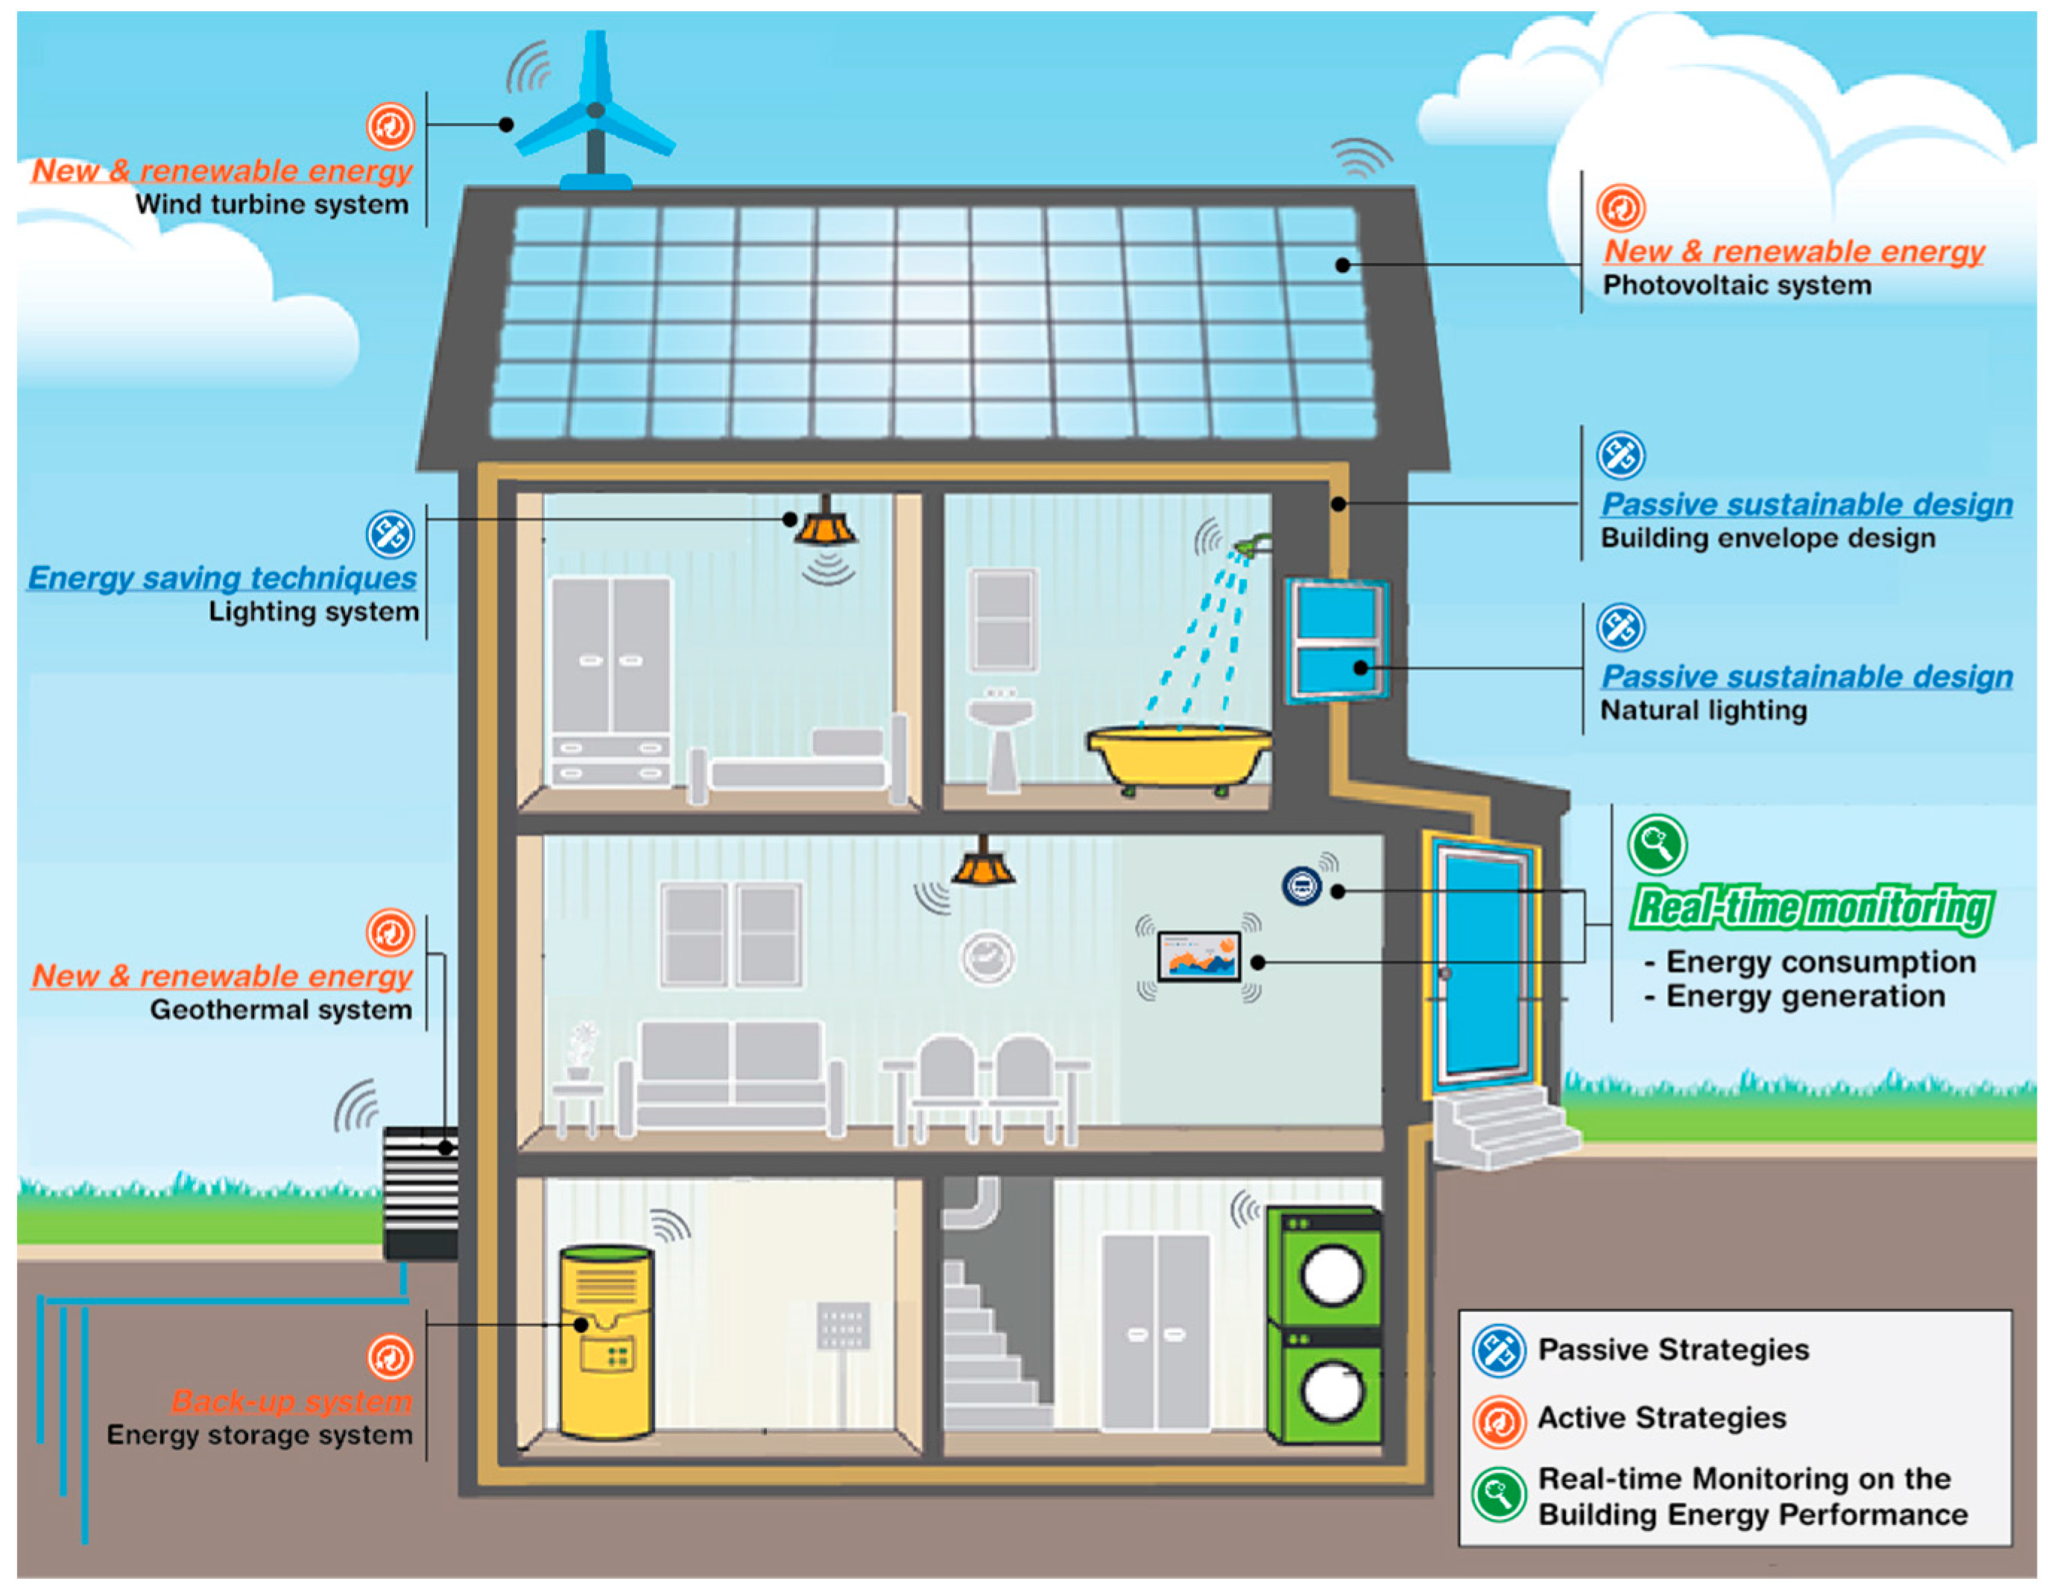 New & renewable energy
Wind turbine system
New & renewable energy
Photovoltaic system
Passive sustainable design
Building envelope design
Energy saving techniques
Lighting system
Passive sustainable design
Natural lighting
Real-time monitoring
- Energy consumption
- Energy generation
New & renewable energy
Geothermal system
Back-up system
Energy storage system
Passive Strategies
Active Strategies
Real-time Monitoring on the
Building Energy Performance